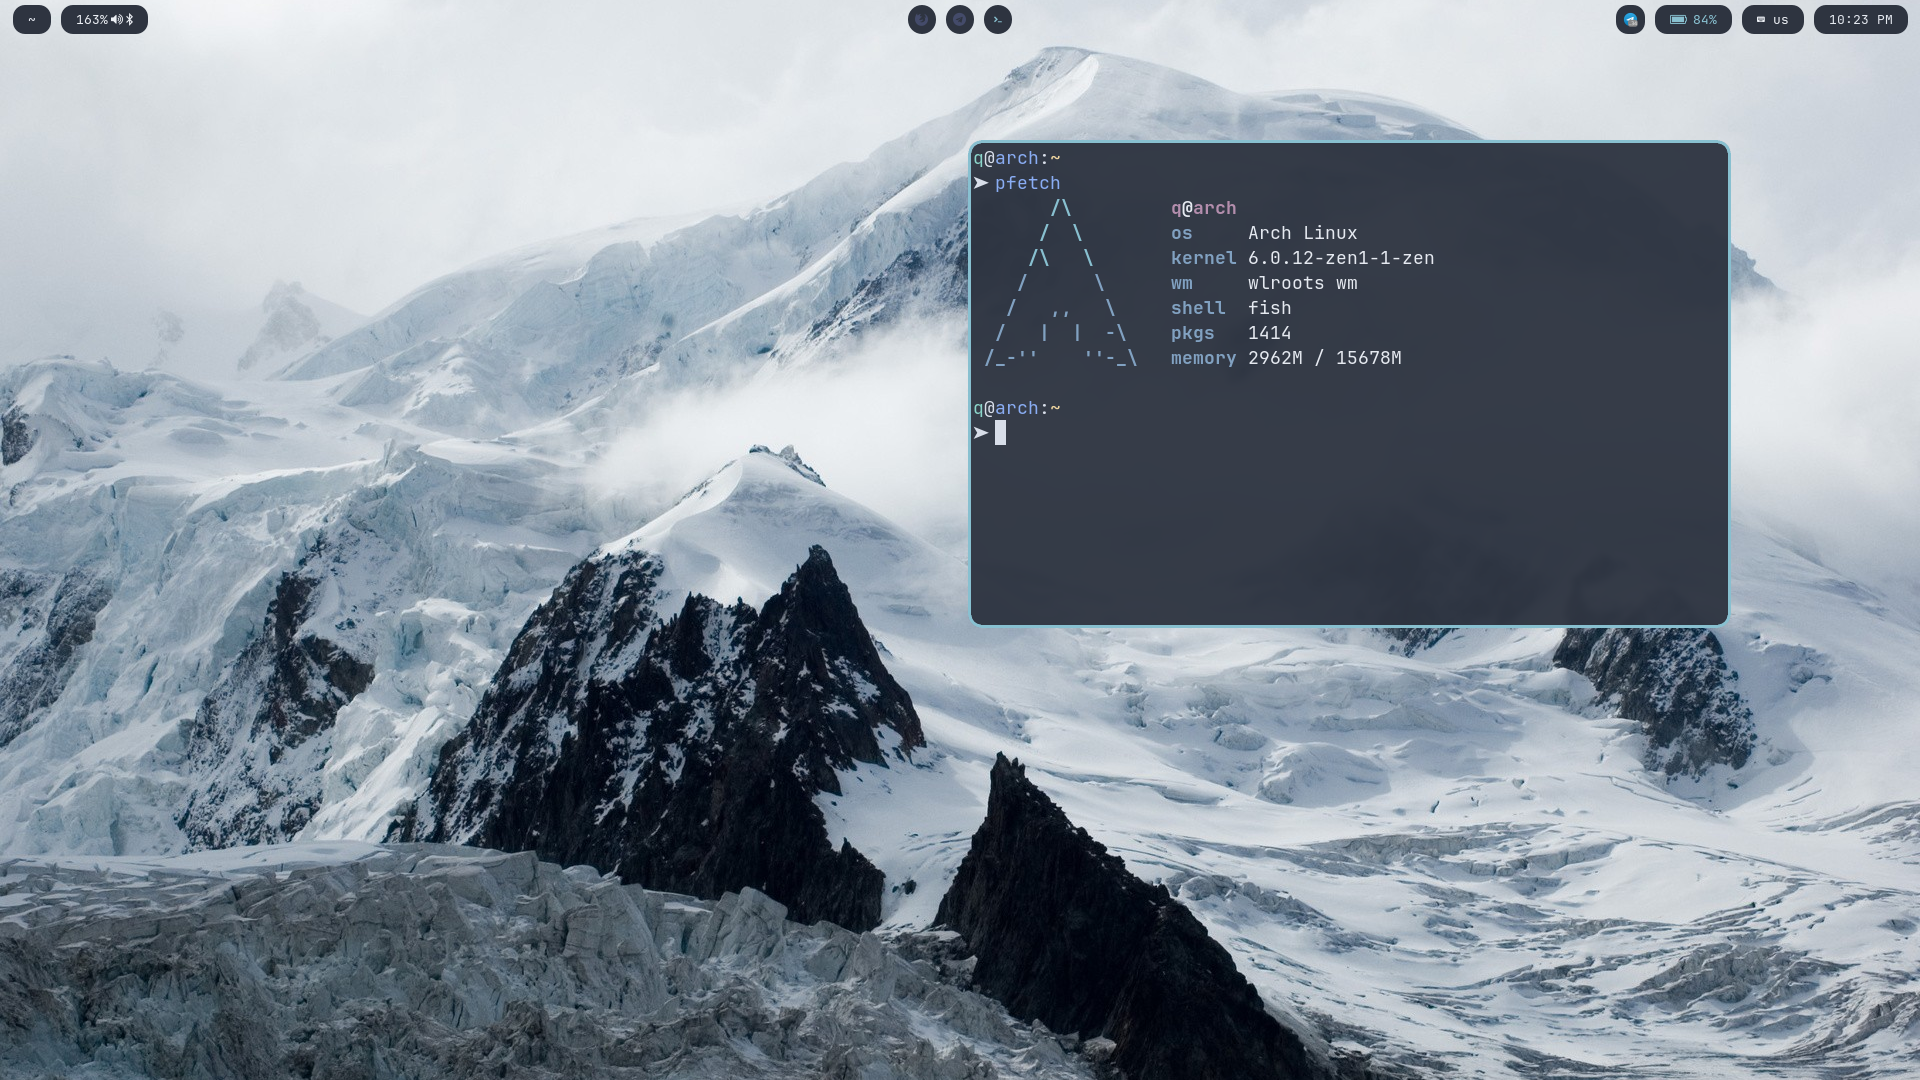 ~
163%
84%
us
10:23 PM
q@arch:~
➤ pfetch
/\ q@arch
/ \ os Arch Linux
/\ \ kernel 6.0.12-zen1-1-zen
/ \ wm wlroots wm
/ ,, \ shell fish
/ | | -\ pkgs 1414
/_-'' ''-_\ memory 2962M / 15678M
q@arch:~
➤